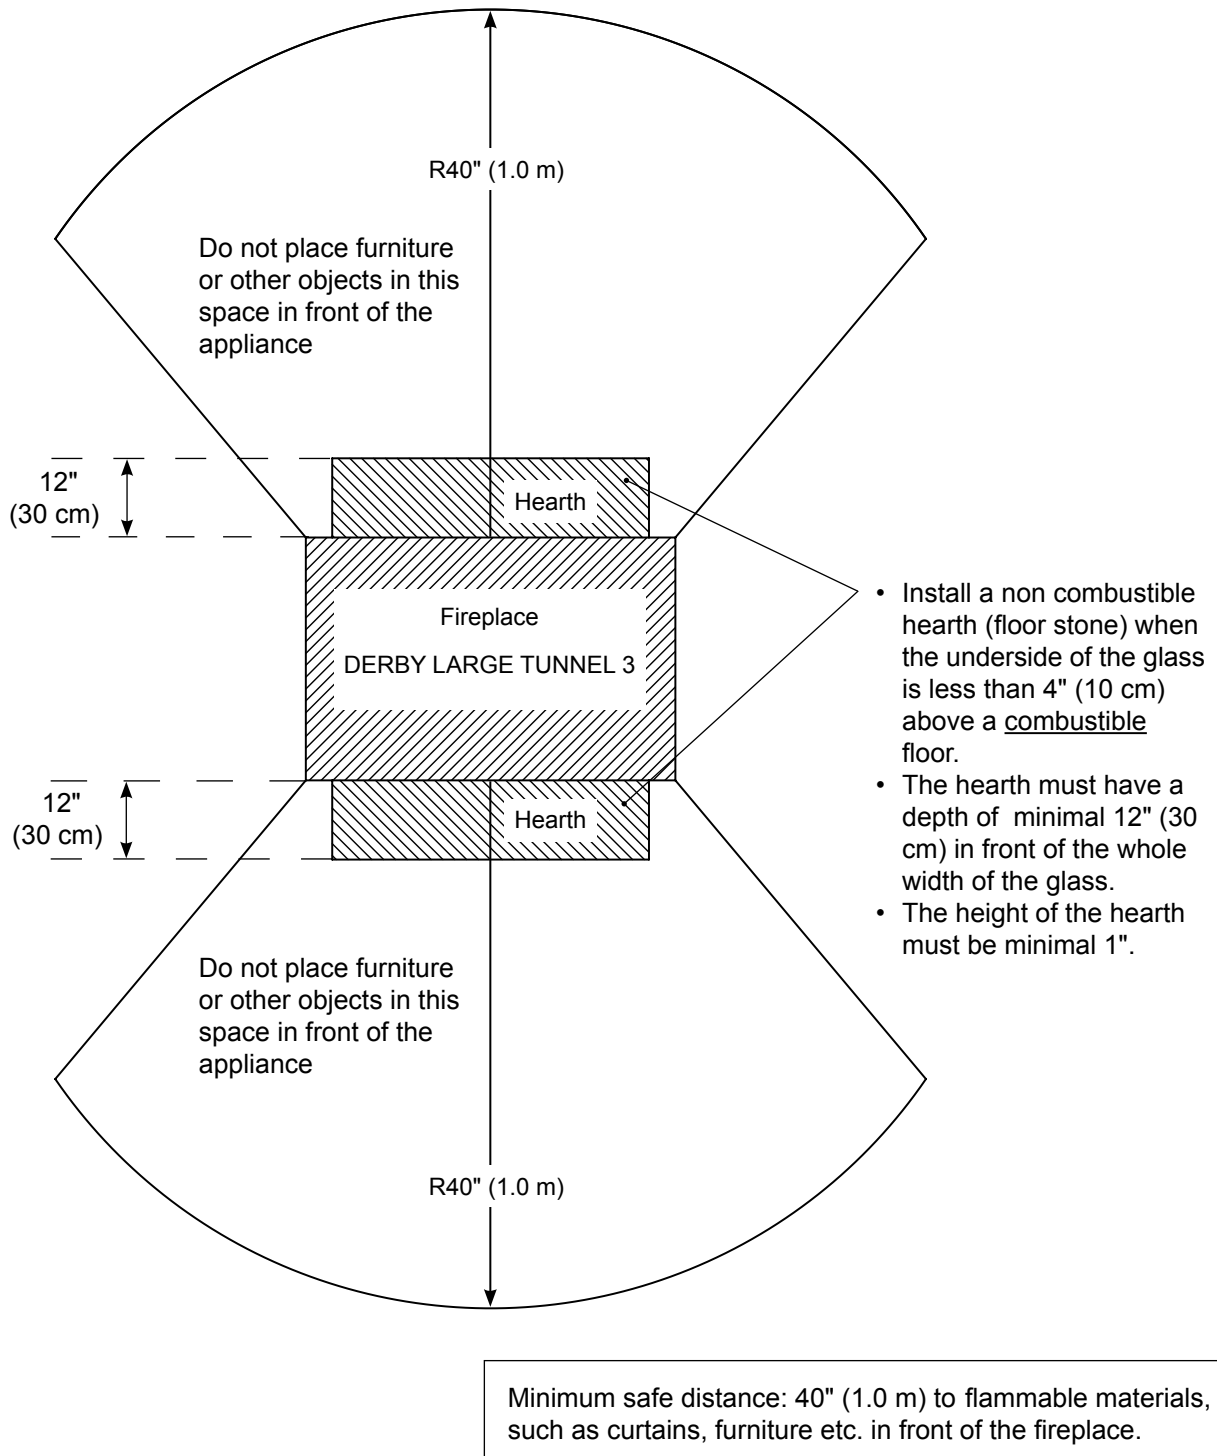 R40" (1.0 m)
Do not place furniture
or other objects in this
space in front of the
appliance
12"
(30 cm)
Hearth
Fireplace
DERBY LARGE TUNNEL 3
• Install a non combustible
hearth (floor stone) when
the underside of the glass
is less than 4" (10 cm)
above a combustible
floor.
• The hearth must have a
depth of  minimal 12" (30
cm) in front of the whole
width of the glass.
• The height of the hearth
must be minimal 1".
12"
(30 cm)
Hearth
Do not place furniture
or other objects in this
space in front of the
appliance
R40" (1.0 m)
Minimum safe distance: 40" (1.0 m) to flammable materials,
such as curtains, furniture etc. in front of the fireplace.